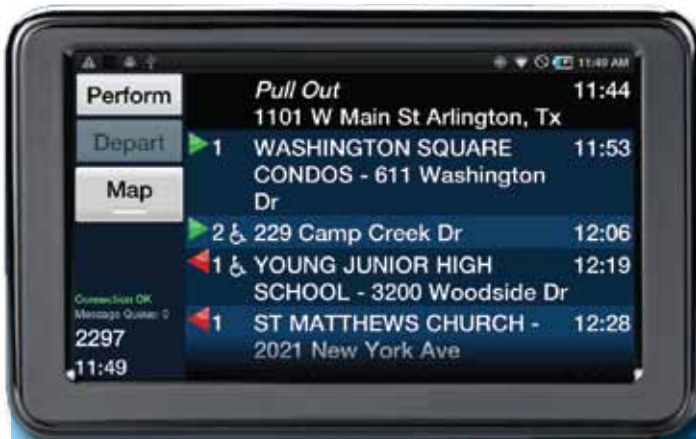 11:49 AM
Perform
Depart
Map
Connection OK
Message Queue: 0
2297
11:49
Pull Out 11:44
1101 W Main St Arlington, Tx
1 WASHINGTON SQUARE 11:53
CONDOS - 611 Washington
Dr
2 229 Camp Creek Dr 12:06
1 YOUNG JUNIOR HIGH 12:19
SCHOOL - 3200 Woodside Dr
1 ST MATTHEWS CHURCH - 12:28
2021 New York Ave